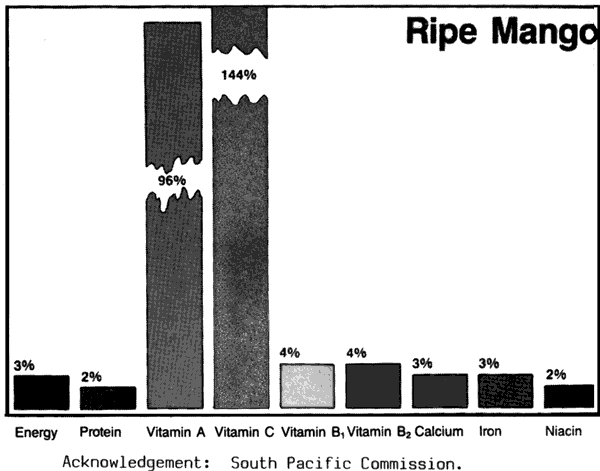 Ripe Mango
144%
96%
3% 2% 4% 4% 3% 3% 2%
Energy Protein Vitamin A Vitamin C Vitamin B₁ Vitamin B₂ Calcium Iron Niacin
Acknowledgement: South Pacific Commission.